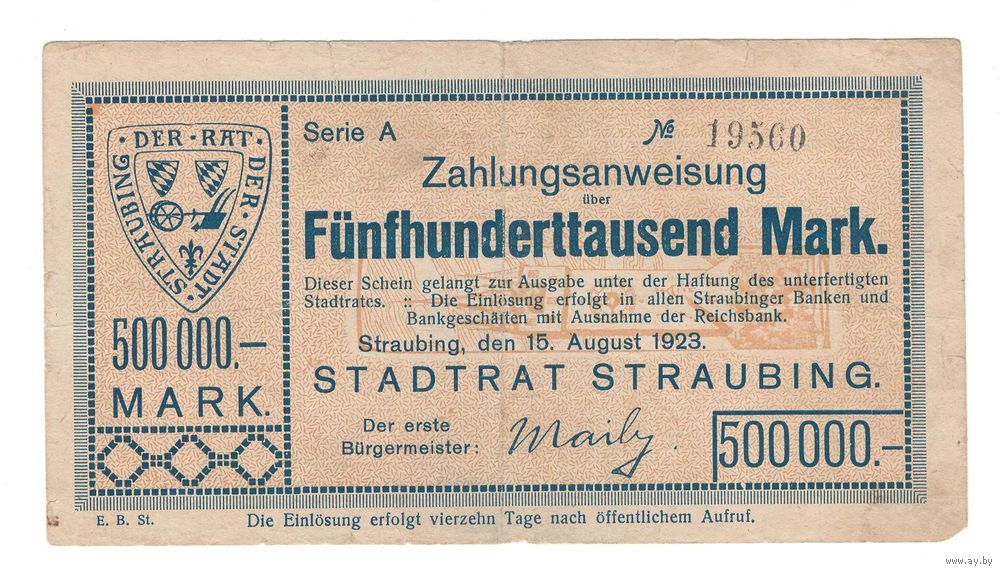 · DER · RAT · DER · STADT · STRAUBING
500 000.–
MARK.
Serie A
№ 19560
Zahlungsanweisung
über
Fünfhunderttausend Mark.
Dieser Schein gelangt zur Ausgabe unter der Haftung des unterfertigten
Stadtrates. :: Die Einlösung erfolgt in allen Straubinger Banken und
Bankgeschäften mit Ausnahme der Reichsbank.
Straubing, den 15. August 1923.
STADTRAT STRAUBING.
Der erste
Bürgermeister:
500 000.–
E. B. St.
Die Einlösung erfolgt vierzehn Tage nach öffentlichem Aufruf.
www.ay.by